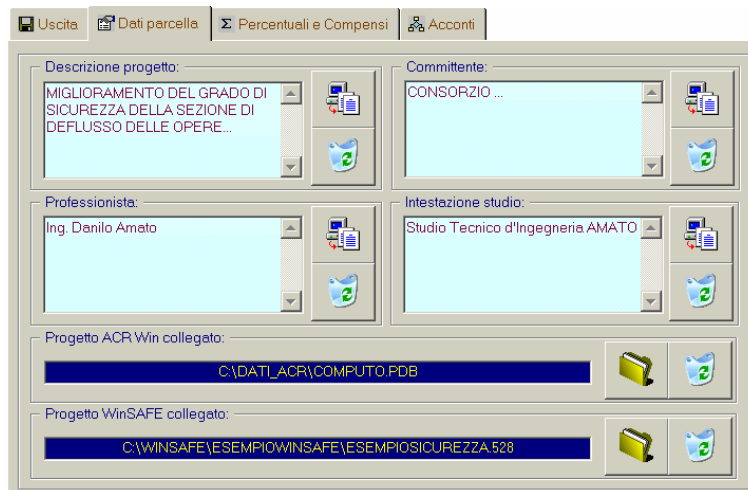 Uscita
Dati parcella
Σ Percentuali e Compensi
Acconti
Descrizione progetto:
MIGLIORAMENTO DEL GRADO DI
SICUREZZA DELLA SEZIONE DI
DEFLUSSO DELLE OPERE...
Committente:
CONSORZIO ...
Professionista:
Ing. Danilo Amato
Intestazione studio:
Studio Tecnico d'Ingegneria AMATO
Progetto ACR Win collegato:
C:\DATI_ACR\COMPUTO.PDB
Progetto WinSAFE collegato:
C:\WINSAFE\ESEMPIOWINSAFE\ESEMPIOSICUREZZA.528